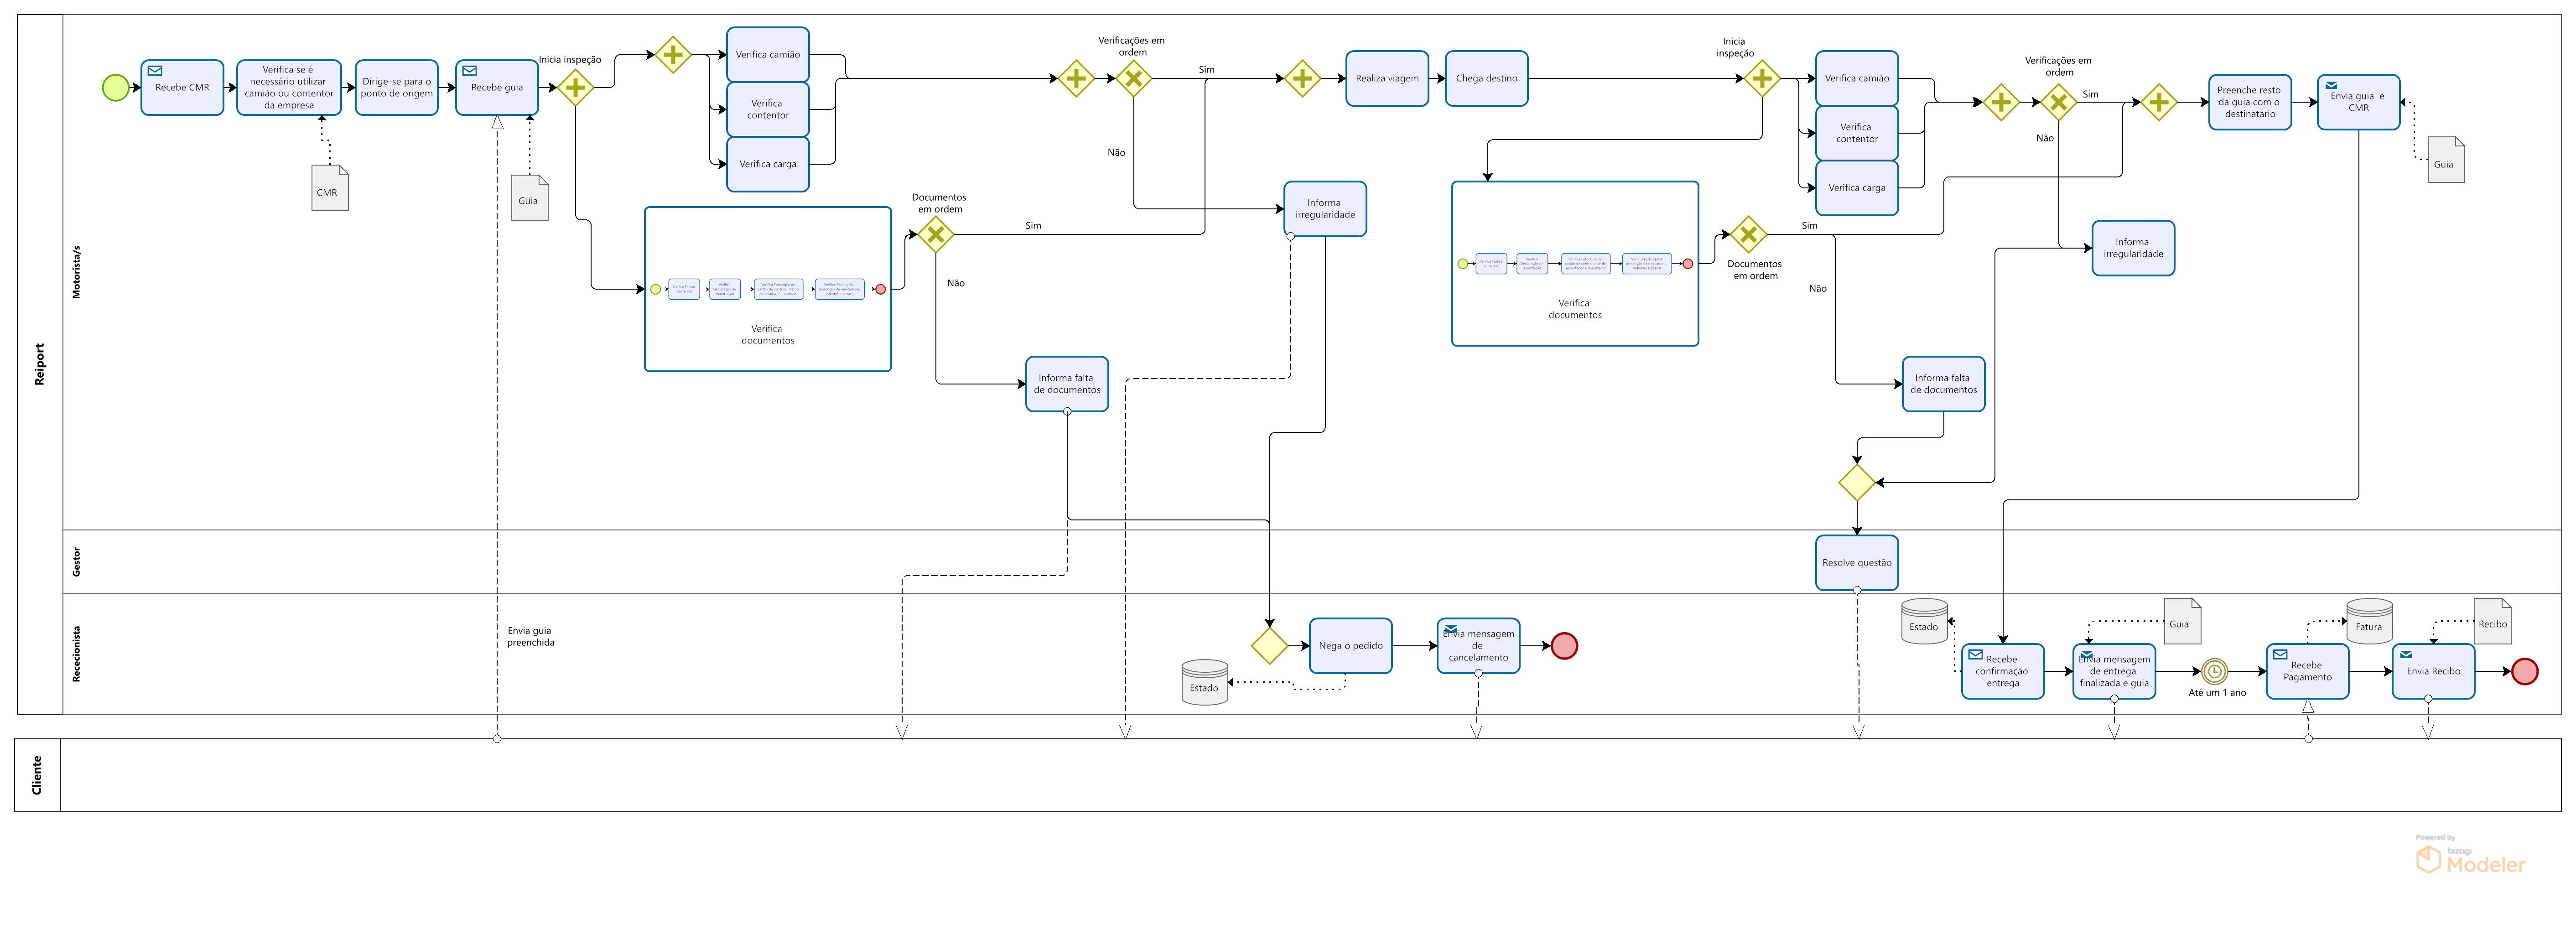 Reiport
Motorista/s
Gestor
Rececionista
Cliente
Recebe CMR
Verifica se é
necessário utilizar
camião ou contentor
da empresa
CMR
Dirige-se para o
ponto de origem
Recebe guia
Guia
Envia guia
preenchida
Inicia inspeção
Verifica camião
Verifica
contentor
Verifica carga
Verifica
documentos
Documentos
em ordem
Sim
Não
Informa falta
de documentos
Verificações em
ordem
Sim
Não
Informa
irregularidade
Realiza viagem
Chega destino
Nega o pedido
Estado
Envia mensagem
de
cancelamento
Inicia
inspeção
Verifica camião
Verifica
contentor
Verifica carga
Verifica
documentos
Documentos
em ordem
Sim
Não
Informa falta
de documentos
Verificações em
ordem
Sim
Não
Informa
irregularidade
Resolve questão
Preenche resto
da guia com o
destinatário
Envia guia e
CMR
Guia
Estado
Recebe
confirmação
entrega
Envia mensagem
de entrega
finalizada e guia
Guia
Até um 1 ano
Recebe
Pagamento
Fatura
Envia Recibo
Recibo
Powered by
bizagi
Modeler